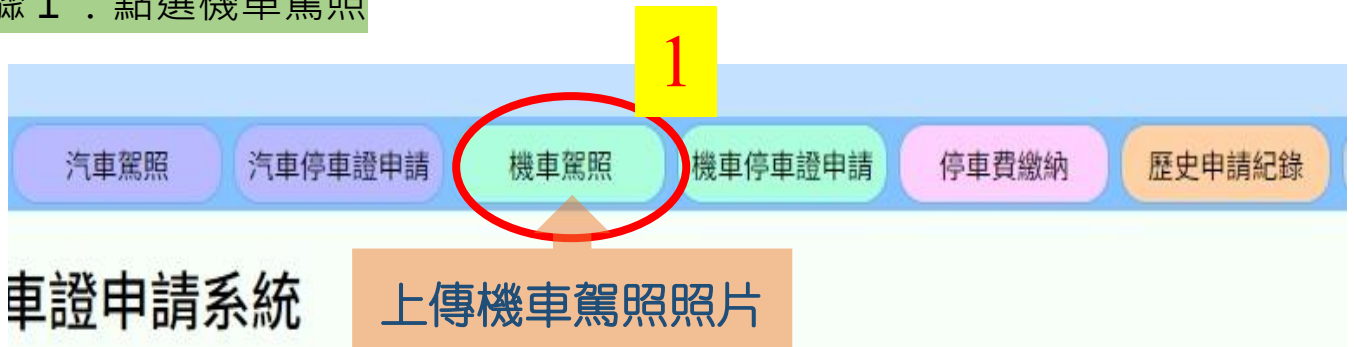 驟１：點選機車駕照
1
汽車駕照 汽車停車證申請 機車駕照 機車停車證申請 停車費繳納 歷史申請紀錄
車證申請系統
上傳機車駕照照片